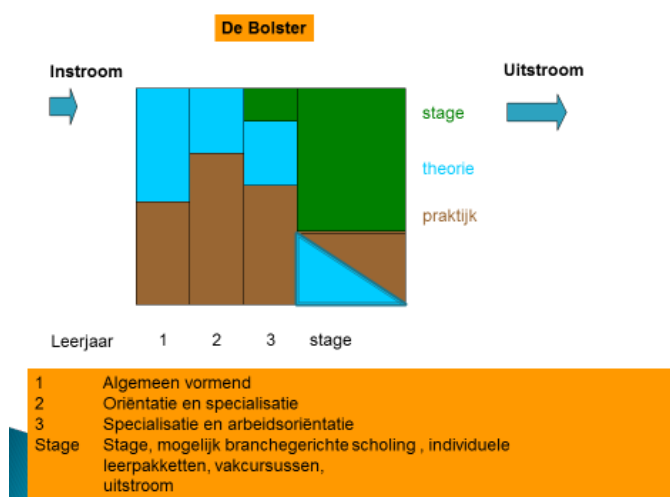 De Bolster
Instroom
Uitstroom
stage
theorie
praktijk
Leerjaar 1 2 3 stage
1 Algemeen vormend
2 Oriëntatie en specialisatie
3 Specialisatie en arbeidsoriëntatie
Stage Stage, mogelijk branchegerichte scholing , individuele
leerpakketten, vakcursussen,
uitstroom